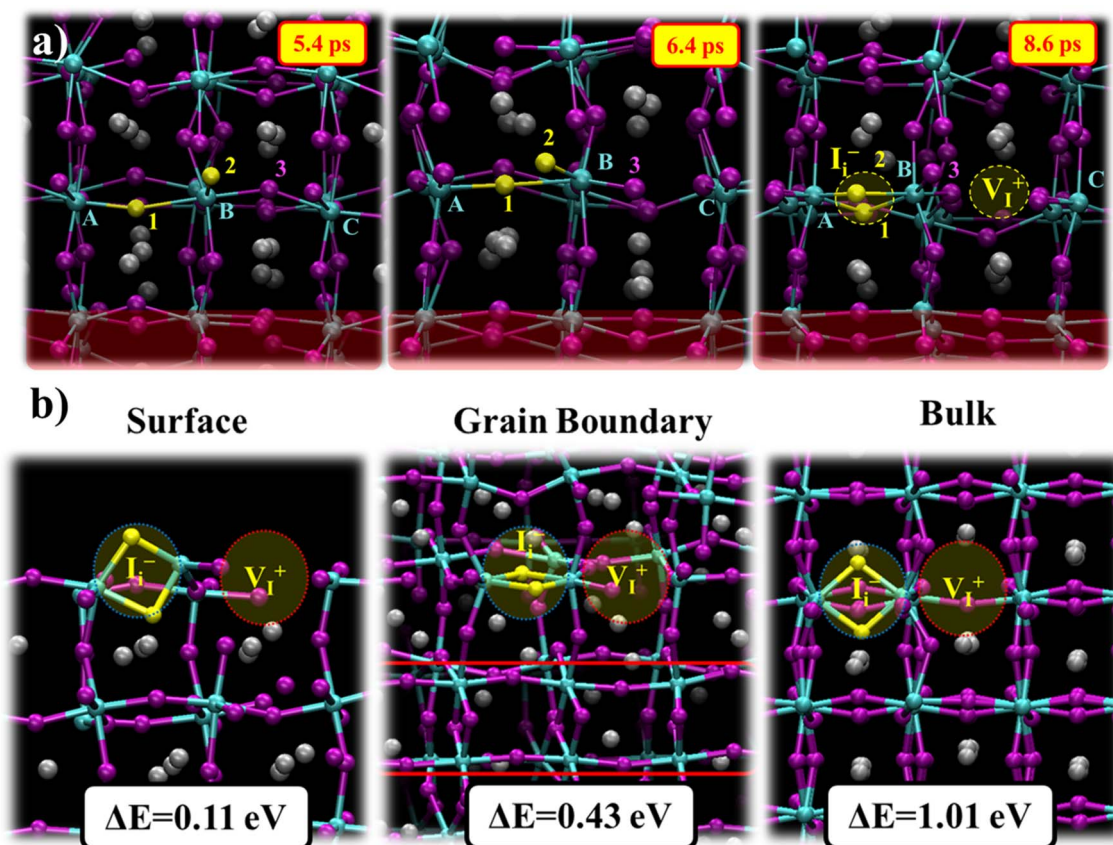 a)
5.4 ps
2
3
A
B
1
C
6.4 ps
2
B
3
A
1
C
8.6 ps
I_i^- 2
B
3
V_I^+
A
C
1
b)
Surface
Grain Boundary
Bulk
I_i^-
V_I^+
I_i^-
V_I^+
I_i^-
V_I^+
ΔE=0.11 eV
ΔE=0.43 eV
ΔE=1.01 eV